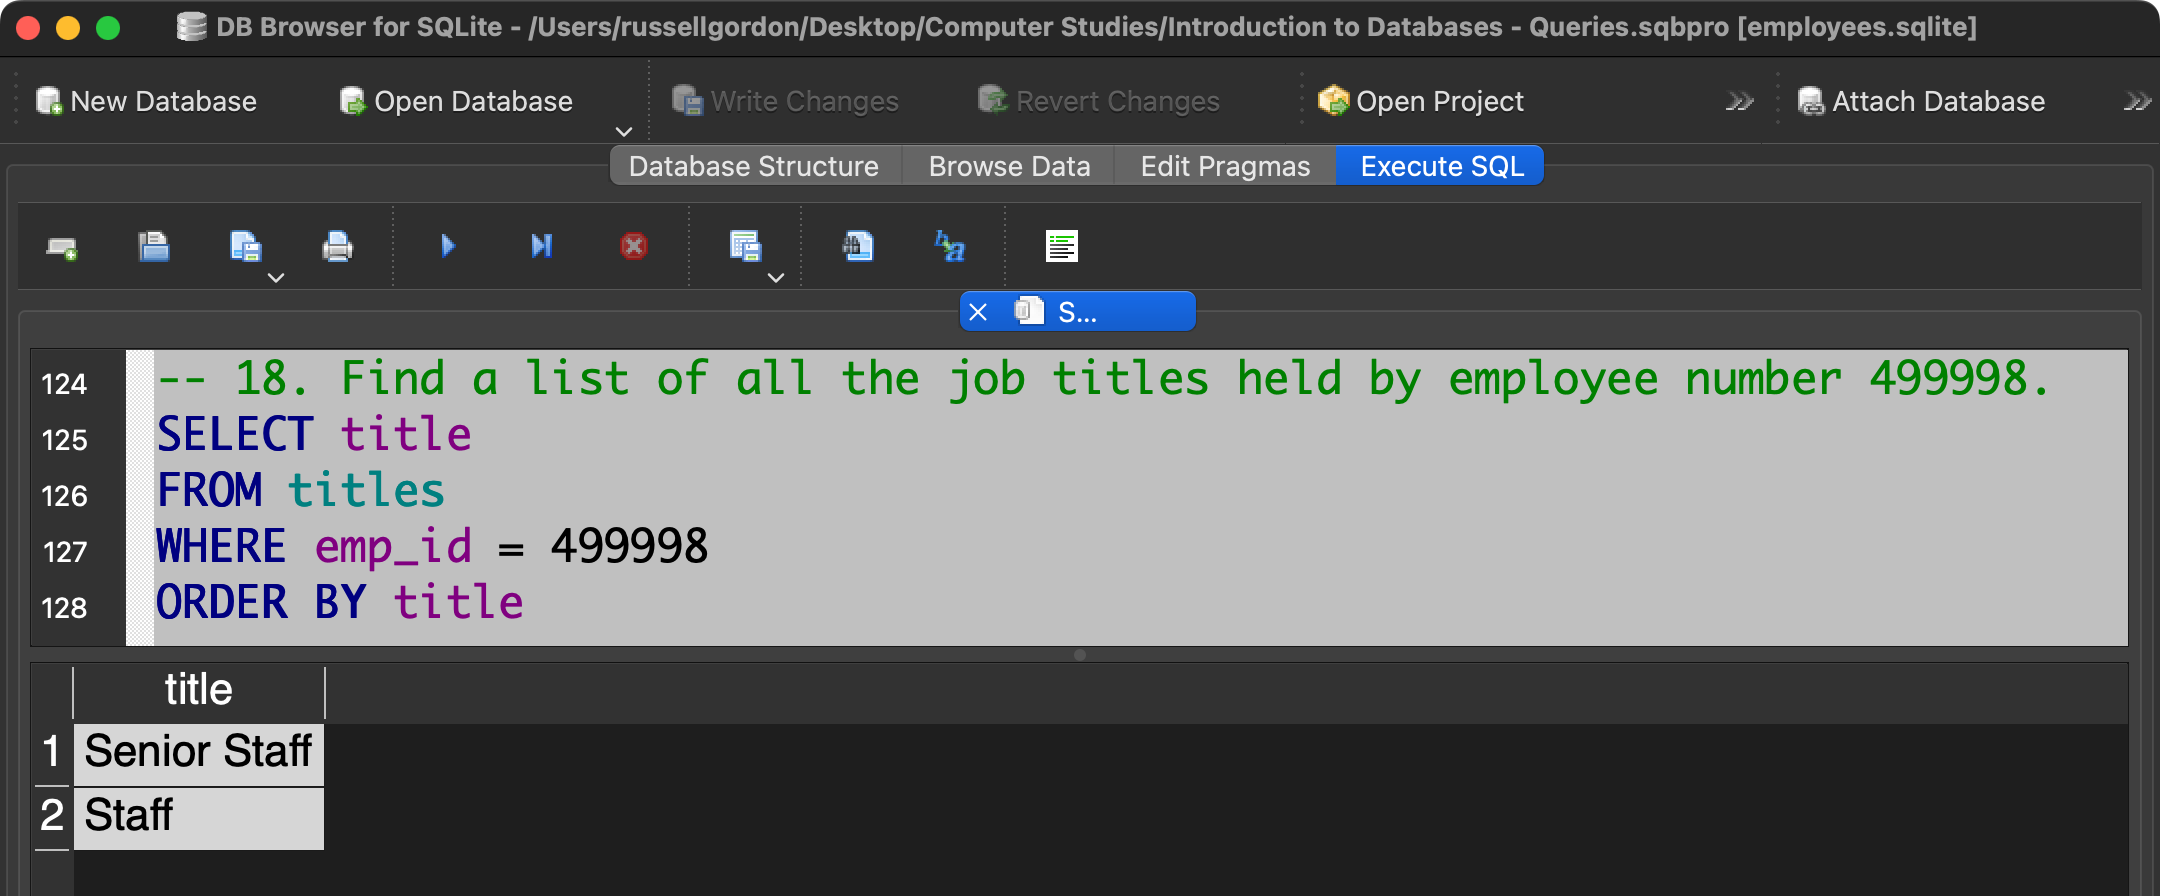 DB Browser for SQLite - /Users/russellgordon/Desktop/Computer Studies/Introduction to Databases - Queries.sqbpro [employees.sqlite]
New Database Open Database Write Changes Revert Changes Open Project Attach Database
Database Structure Browse Data Edit Pragmas Execute SQL
S...
124 -- 18. Find a list of all the job titles held by employee number 499998.
125 SELECT title
126 FROM titles
127 WHERE emp_id = 499998
128 ORDER BY title
title
1 Senior Staff
2 Staff